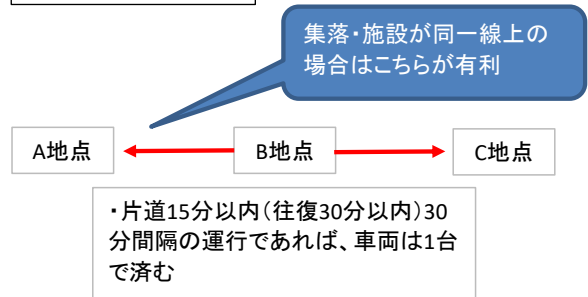 集落・施設が同一線上の
場合はこちらが有利
A地点
B地点
C地点
・片道15分以内(往復30分以内)30
分間隔の運行であれば、車両は1台
で済む